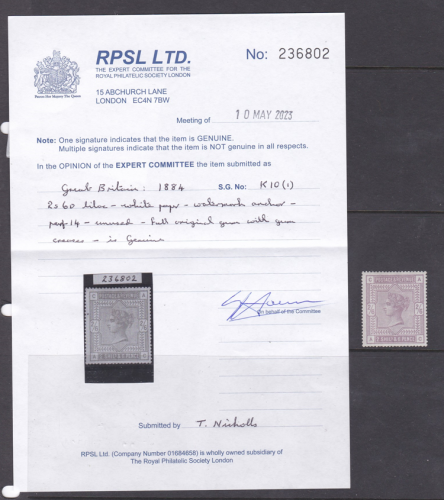 RPSL LTD.
THE EXPERT COMMITTEE FOR THE
ROYAL PHILATELIC SOCIETY LONDON
No: 236802
15 ABCHURCH LANE
LONDON EC4N 7BW
Meeting of 10 MAY 2023
Note: One signature indicates that the item is GENUINE.
Multiple signatures indicate that the item is NOT genuine in all respects.
In the OPINION of the EXPERT COMMITTEE the item submitted as
Great Britain: 1884 S.G. No: K10(1)
2s 6d lilac - white paper - watermark anchor -
perf. 14 - unused - full original gum with gum
creases - is Genuine
236802
On behalf of the Committee
Submitted by T. Nicholls
RPSL Ltd. (Company Number 01684658) is wholly owned subsidiary of
The Royal Philatelic Society London